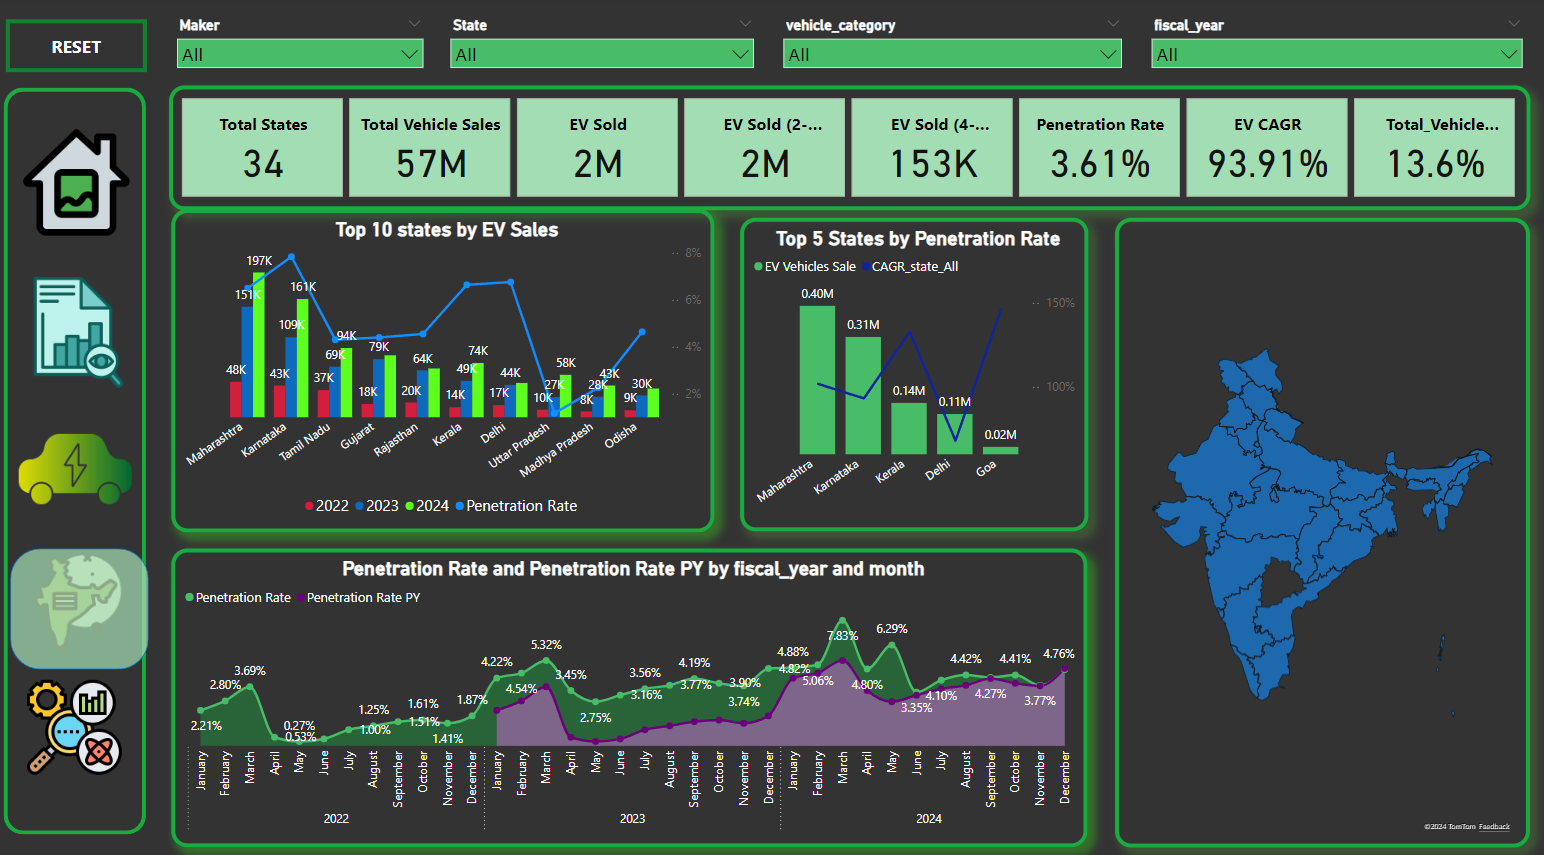 RESET
Maker
State
vehicle_category
fiscal_year
All
All
All
All
Total States
34
Total Vehicle Sales
57M
EV Sold
2M
EV Sold (2-...
2M
EV Sold (4-...
153K
Penetration Rate
3.61%
EV CAGR
93.91%
Total_Vehicle...
13.6%
Top 10 states by EV Sales
8%
6%
4%
2%
197K
151K
48K
161K
109K
43K
94K
69K
37K
79K
18K
64K
20K
74K
49K
14K
44K
17K
58K
27K
10K
43K
28K
8K
30K
9K
Maharashtra
Karnataka
Tamil Nadu
Gujarat
Rajasthan
Kerala
Delhi
Uttar Pradesh
Madhya Pradesh
Odisha
2022 2023 2024 Penetration Rate
Top 5 States by Penetration Rate
EV Vehicles Sale CAGR_state_All
150%
100%
0.40M
0.31M
0.14M
0.11M
0.02M
Maharashtra
Karnataka
Kerala
Delhi
Goa
Penetration Rate and Penetration Rate PY by fiscal_year and month
Penetration Rate Penetration Rate PY
2.21%
2.80%
3.69%
0.27%
0.53%
1.25%
1.00%
1.61%
1.51%
1.41%
1.87%
4.22%
4.54%
5.32%
3.45%
2.75%
3.56%
3.16%
4.19%
3.77%
3.90%
3.74%
4.88%
4.82%
5.06%
7.83%
4.80%
6.29%
3.35%
4.10%
4.42%
4.27%
4.41%
3.77%
4.76%
January
February
March
April
May
June
July
August
September
October
November
December
January
February
March
April
May
June
July
August
September
October
November
December
January
February
March
April
May
June
July
August
September
October
November
December
2022
2023
2024
©2024 TomTom Feedback